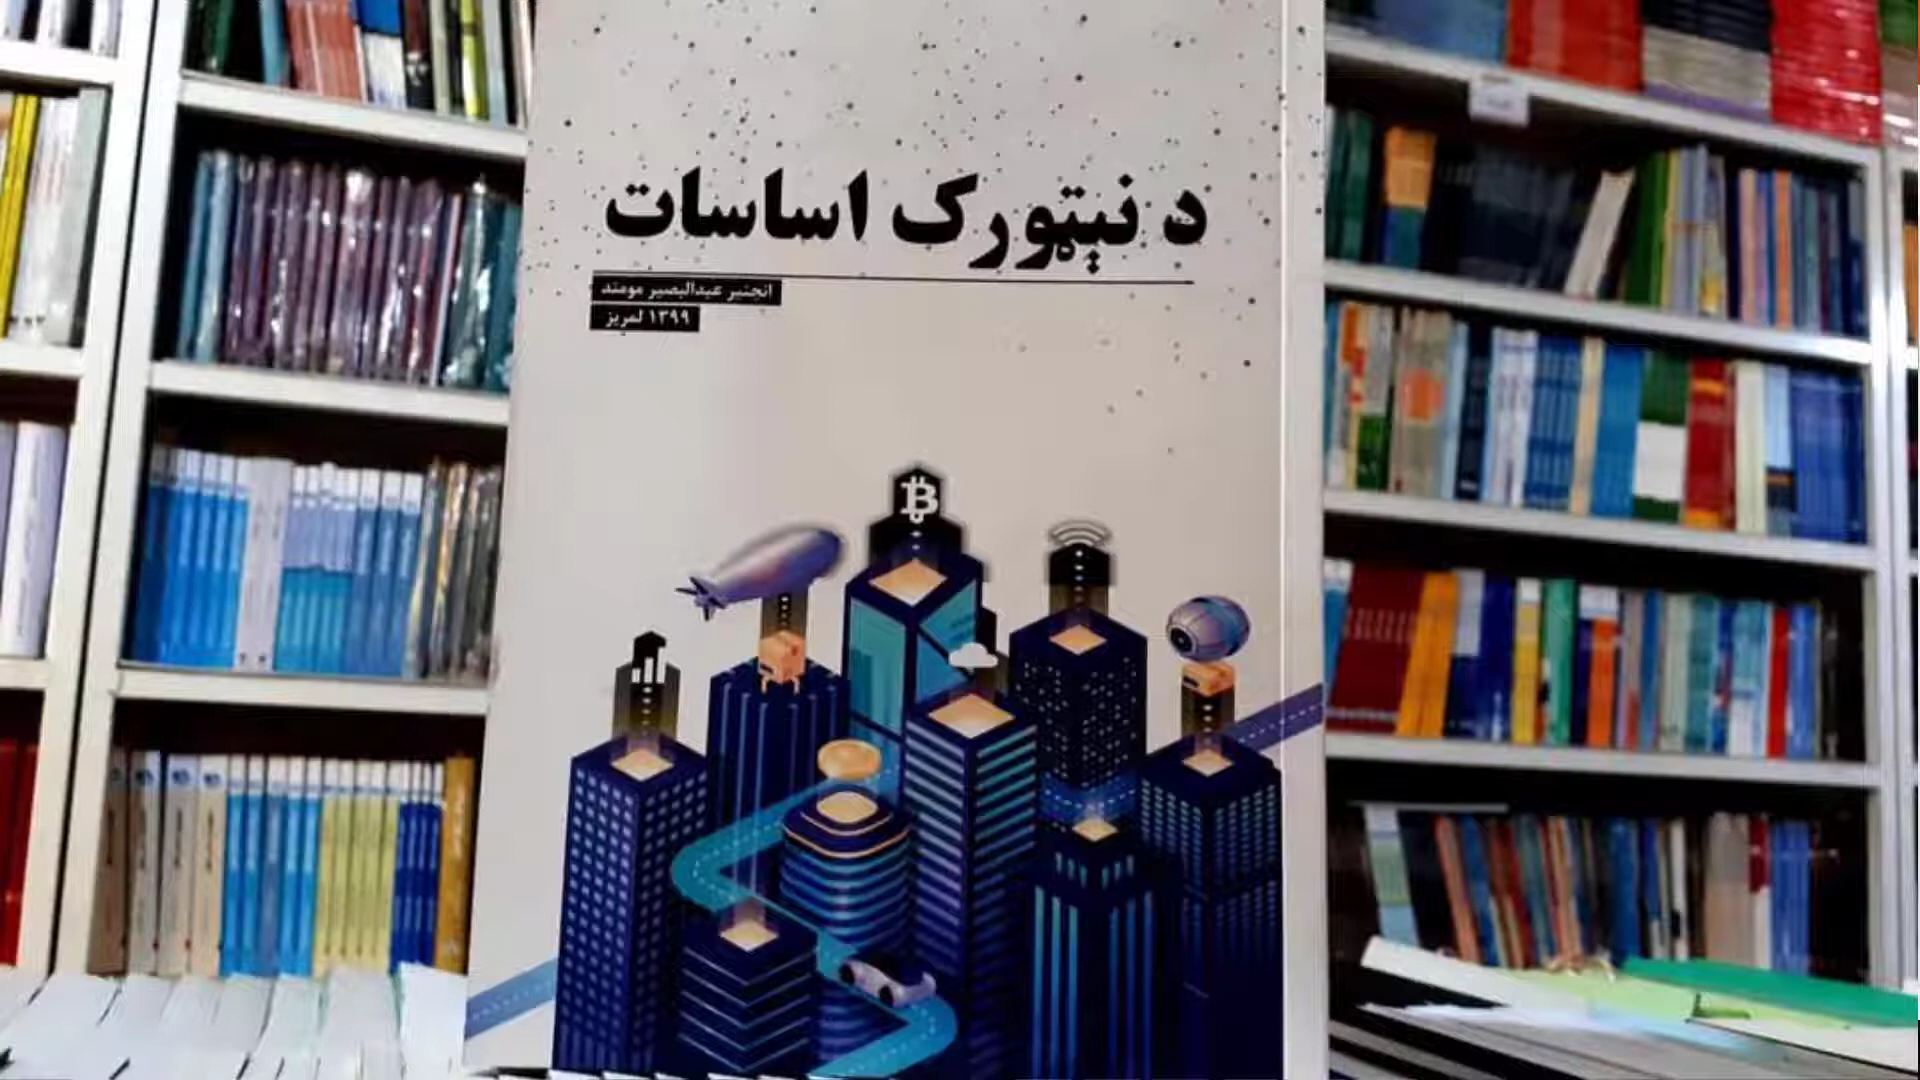 د نېټورک اساسات
انجنیر عبدالبصیر مومند
۱۳۹۹ لمریز